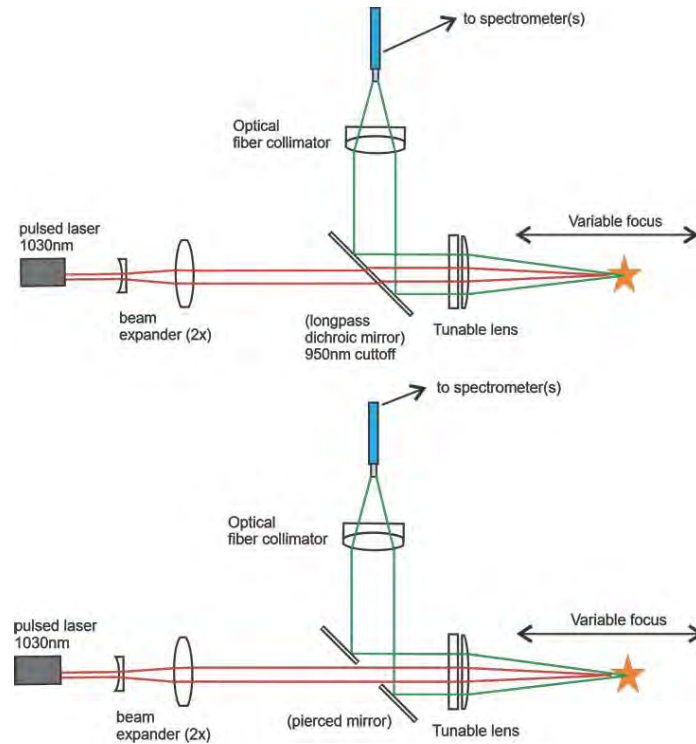 to spectrometer(s)
Optical
fiber collimator
Variable focus
pulsed laser
1030nm
beam
expander (2x)
(longpass
dichroic mirror)
950nm cuttoff
Tunable lens
to spectrometer(s)
Optical
fiber collimator
Variable focus
pulsed laser
1030nm
beam
expander (2x)
(pierced mirror)
Tunable lens